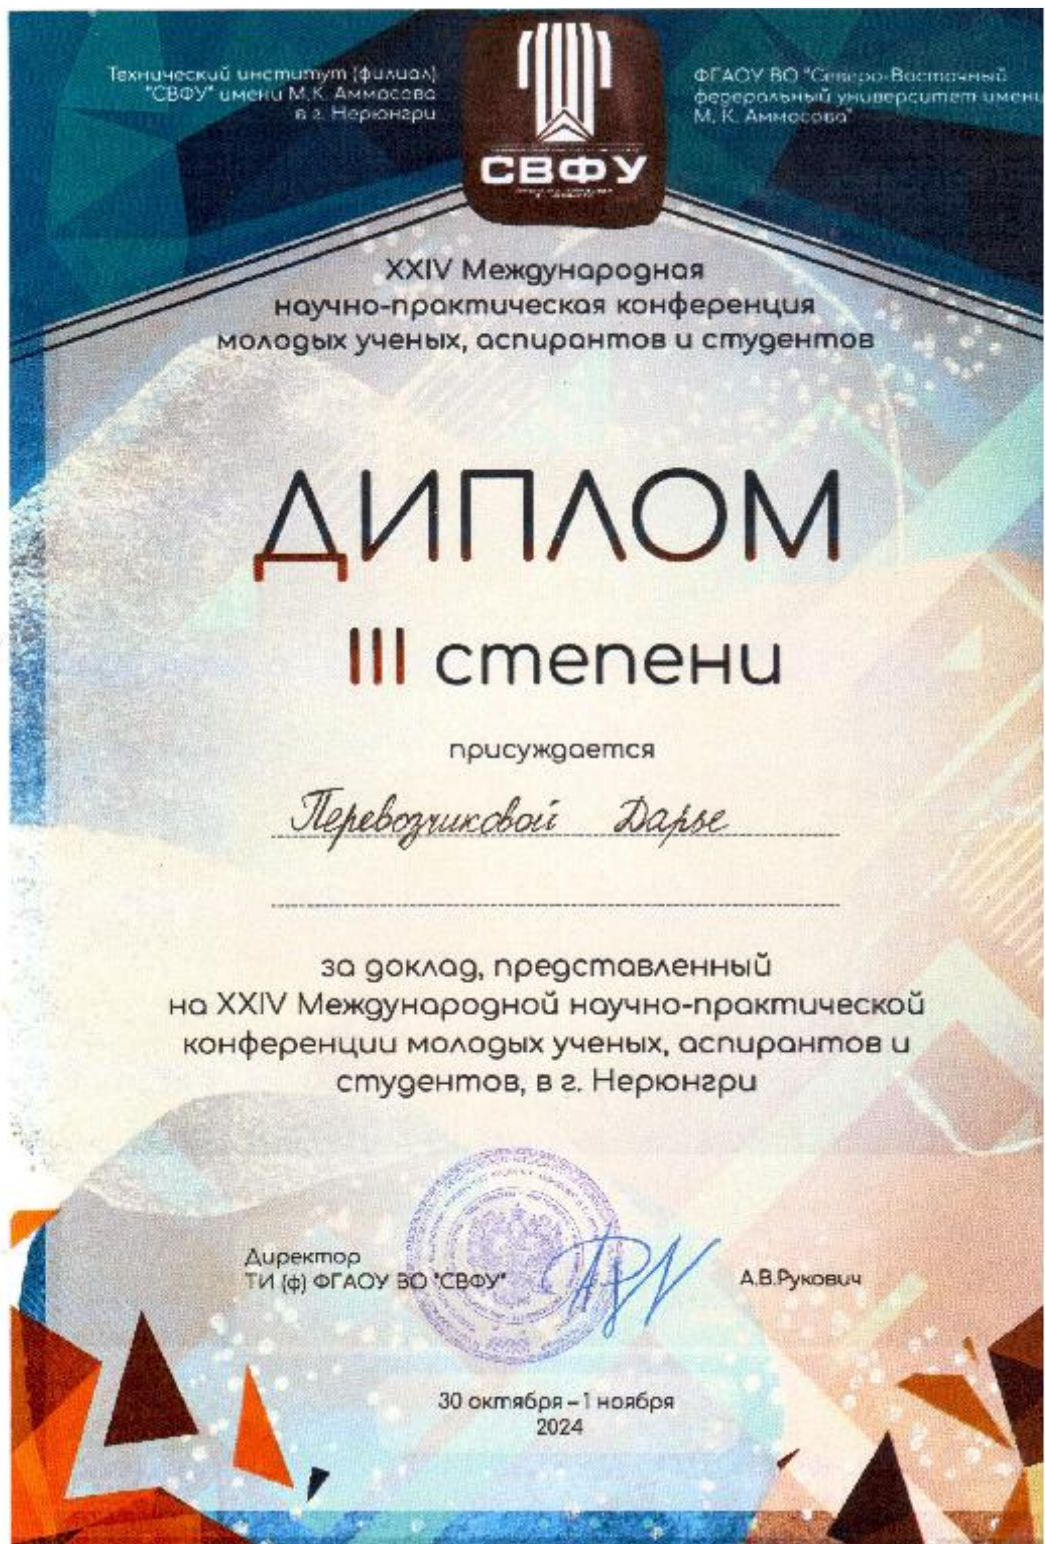 Технический институт (филиал)
"СВФУ" имени М.К. Аммосова
в г. Нерюнгри
СВФУ
ФГАОУ ВО "Северо-Восточный
федеральный университет имени
М. К. Аммосова"
XXIV Международная
научно-практическая конференция
молодых ученых, аспирантов и студентов
ДИПЛОМ
III степени
присуждается
Перевозчиковой Дарье
за доклад, представленный
на XXIV Международной научно-практической
конференции молодых ученых, аспирантов и
студентов, в г. Нерюнгри
Директор
ТИ (ф) ФГАОУ ВО "СВФУ"
А.В.Рукович
30 октября – 1 ноября
2024